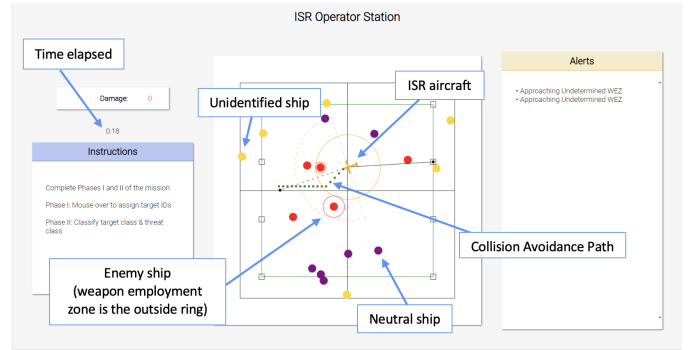 ISR Operator Station
Time elapsed
Damage: 0
0:18
Instructions
Complete Phases I and II of the mission
Phase I: Mouse over to assign target IDs
Phase II: Classify target class & threat
class
Unidentified ship
ISR aircraft
Alerts
• Approaching Undetermined WEZ
• Approaching Undetermined WEZ
Collision Avoidance Path
Enemy ship
(weapon employment
zone is the outside ring)
Neutral ship